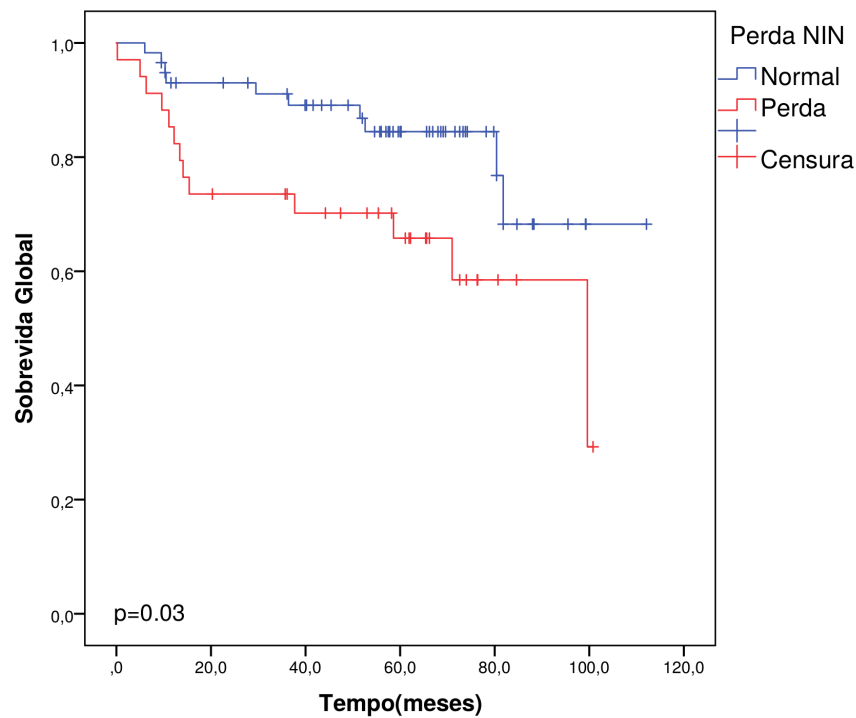 Perda NIN
Normal
Perda
Censura
1,0
0,8
0,6
0,4
0,2
0,0
Sobrevida Global
p=0.03
,0
20,0
40,0
60,0
80,0
100,0
120,0
Tempo(meses)